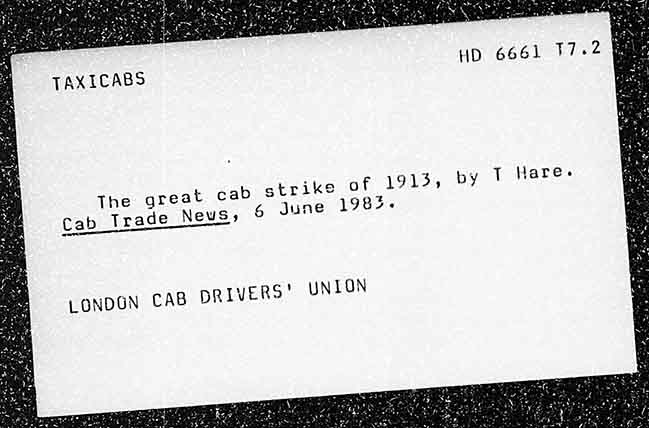 TAXICABS
HD 6661 T7.2
The great cab strike of 1913, by T Hare.
Cab Trade News, 6 June 1983.
LONDON CAB DRIVERS' UNION